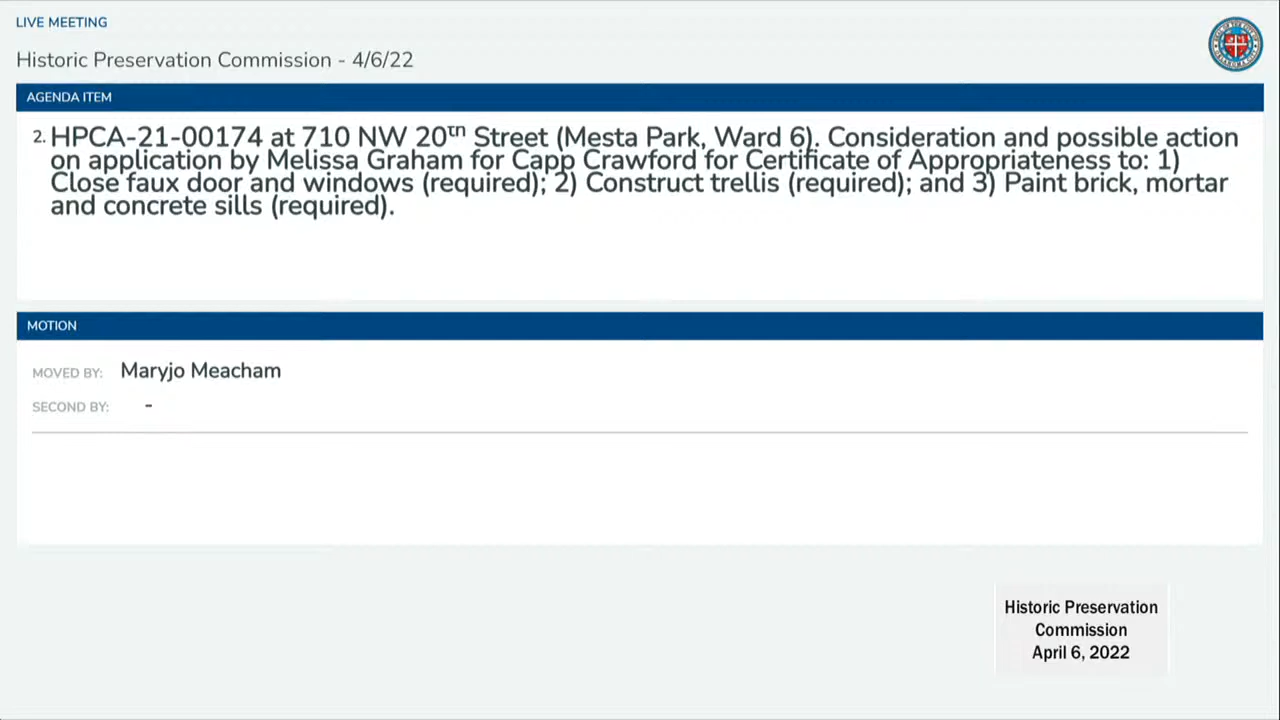 LIVE MEETING
Historic Preservation Commission - 4/6/22
AGENDA ITEM
2. HPCA-21-00174 at 710 NW 20th Street (Mesta Park, Ward 6). Consideration and possible action
on application by Melissa Graham for Capp Crawford for Certificate of Appropriateness to: 1)
Close faux door and windows (required); 2) Construct trellis (required); and 3) Paint brick, mortar
and concrete sills (required).
MOTION
MOVED BY: Maryjo Meacham
SECOND BY: -
Historic Preservation
Commission
April 6, 2022